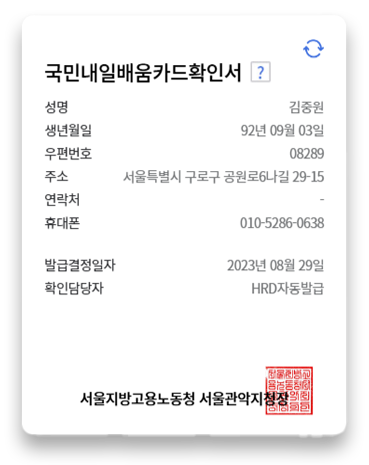 국민내일배움카드확인서 ?
성명 김중원
생년월일 92년 09월 03일
우편번호 08289
주소 서울특별시 구로구 공원로6나길 29-15
연락처 -
휴대폰 010-5286-0638
발급결정일자 2023년 08월 29일
확인담당자 HRD자동발급
서울지방고용노동청 서울관악지청장